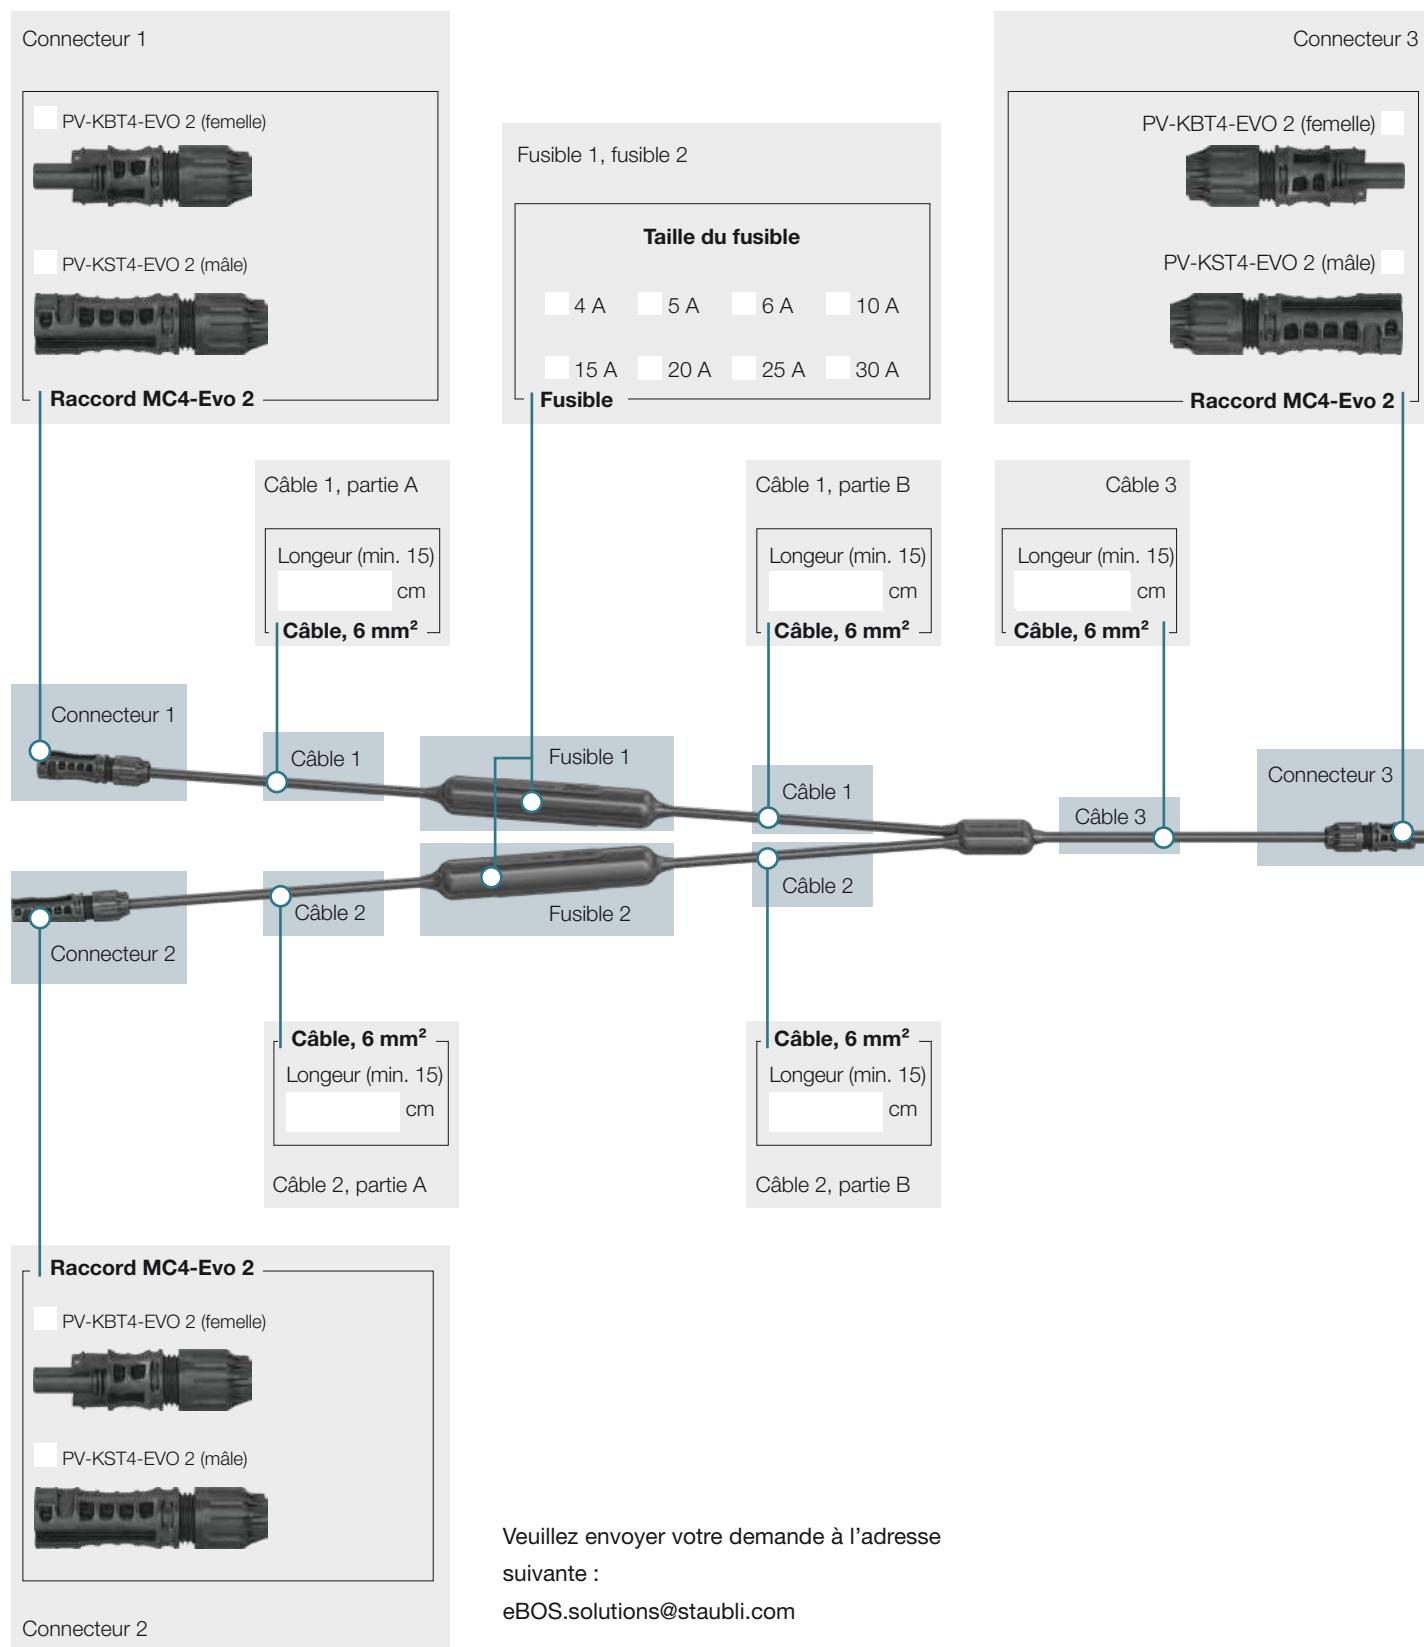 Connecteur 1
PV-KBT4-EVO 2 (femelle)
PV-KST4-EVO 2 (mâle)
Raccord MC4-Evo 2
Fusible 1, fusible 2
Taille du fusible
4 A 5 A 6 A 10 A
15 A 20 A 25 A 30 A
Fusible
Connecteur 3
PV-KBT4-EVO 2 (femelle)
PV-KST4-EVO 2 (mâle)
Raccord MC4-Evo 2
Câble 1, partie A
Longeur (min. 15)
cm
Câble, 6 mm²
Câble 1, partie B
Longeur (min. 15)
cm
Câble, 6 mm²
Câble 3
Longeur (min. 15)
cm
Câble, 6 mm²
Connecteur 1
Câble 1
Fusible 1
Câble 1
Câble 3
Connecteur 3
Connecteur 2
Câble 2
Fusible 2
Câble 2
Câble, 6 mm²
Longeur (min. 15)
cm
Câble 2, partie A
Câble, 6 mm²
Longeur (min. 15)
cm
Câble 2, partie B
Raccord MC4-Evo 2
PV-KBT4-EVO 2 (femelle)
PV-KST4-EVO 2 (mâle)
Connecteur 2
Veuillez envoyer votre demande à l’adresse
suivante :
eBOS.solutions@staubli.com